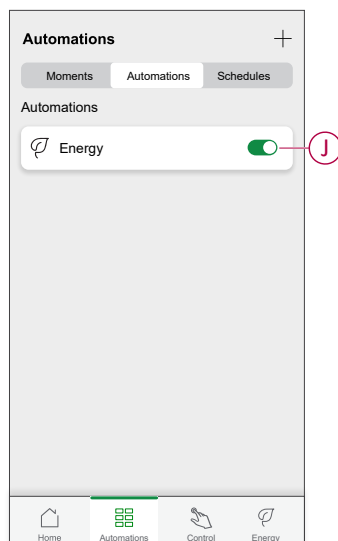 Automations
Moments Automations Schedules
Automations
Energy
J
Home Automations Control Energy